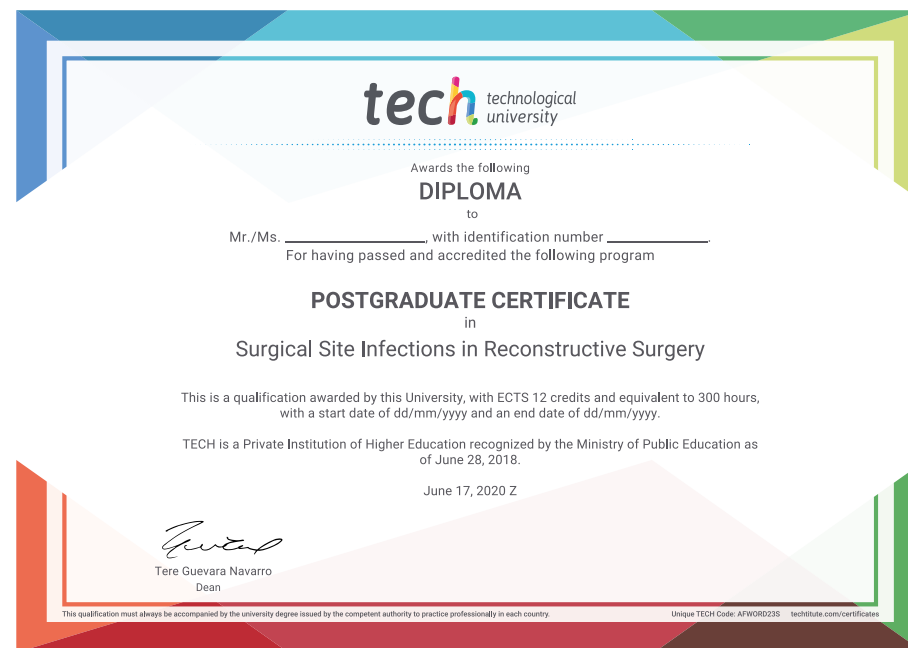 tech technological
university
Awards the following
DIPLOMA
to
Mr./Ms. ________________, with identification number ______________.
For having passed and accredited the following program
POSTGRADUATE CERTIFICATE
in
Surgical Site Infections in Reconstructive Surgery
This is a qualification awarded by this University, with ECTS 12 credits and equivalent to 300 hours,
with a start date of dd/mm/yyyy and an end date of dd/mm/yyyy.
TECH is a Private Institution of Higher Education recognized by the Ministry of Public Education as
of June 28, 2018.
June 17, 2020 Z
Tere Guevara Navarro
Dean
This qualification must always be accompanied by the university degree issued by the competent authority to practice professionally in each country.
Unique TECH Code: AFWORD23S techtitute.com/certificates